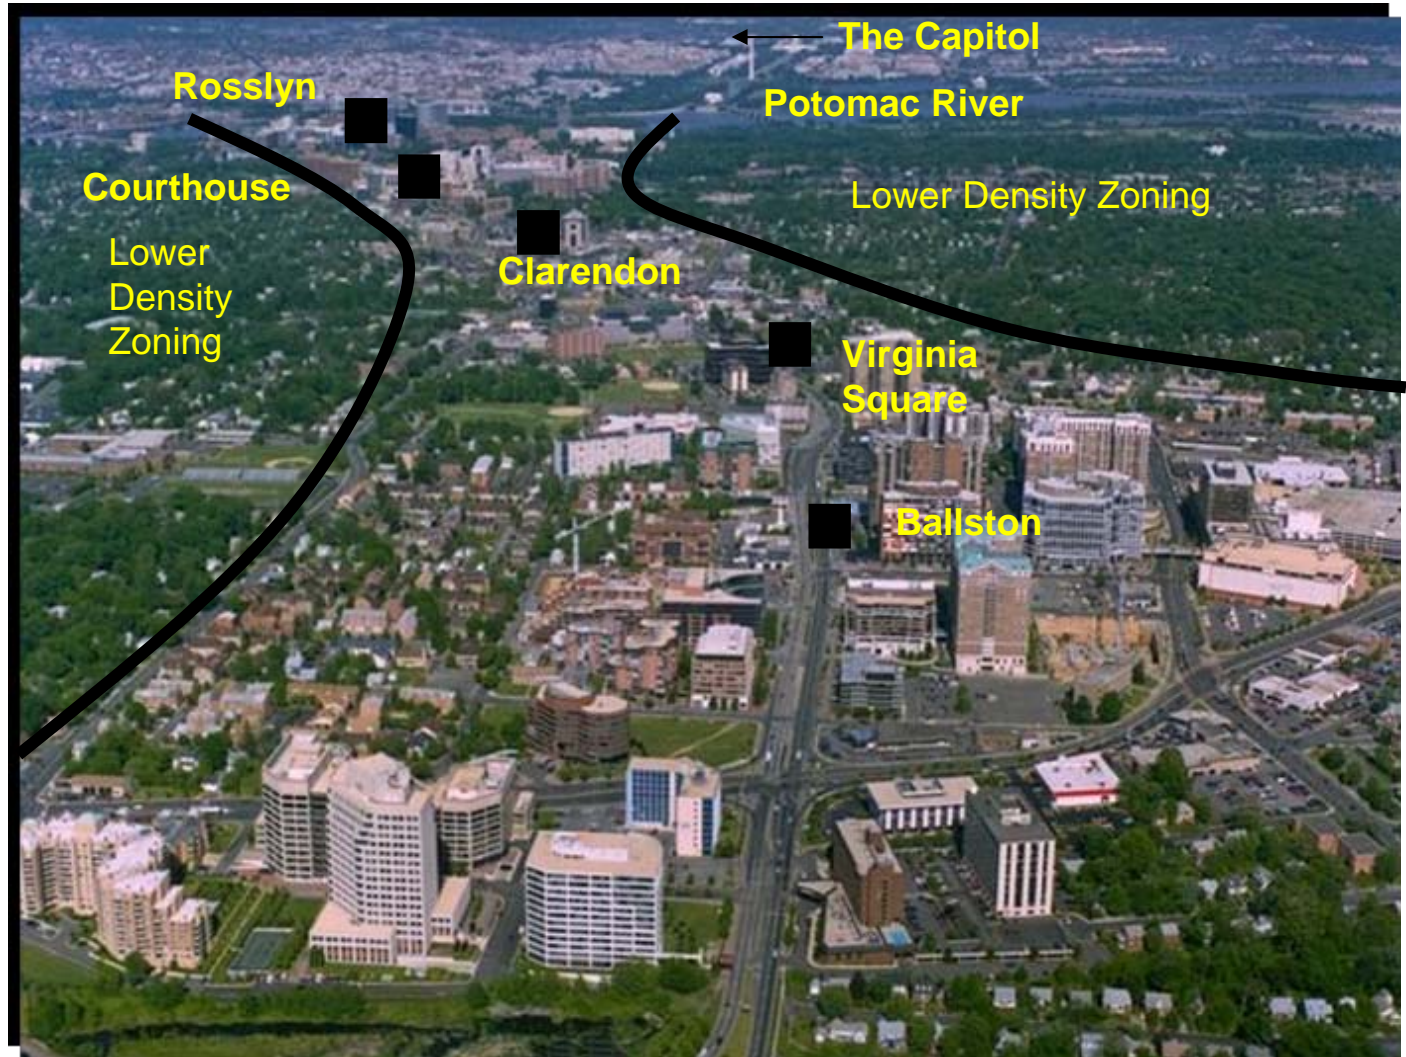 The Capitol
Rosslyn
Potomac River
Courthouse
Lower Density Zoning
Lower
Density
Zoning
Clarendon
Virginia
Square
Ballston